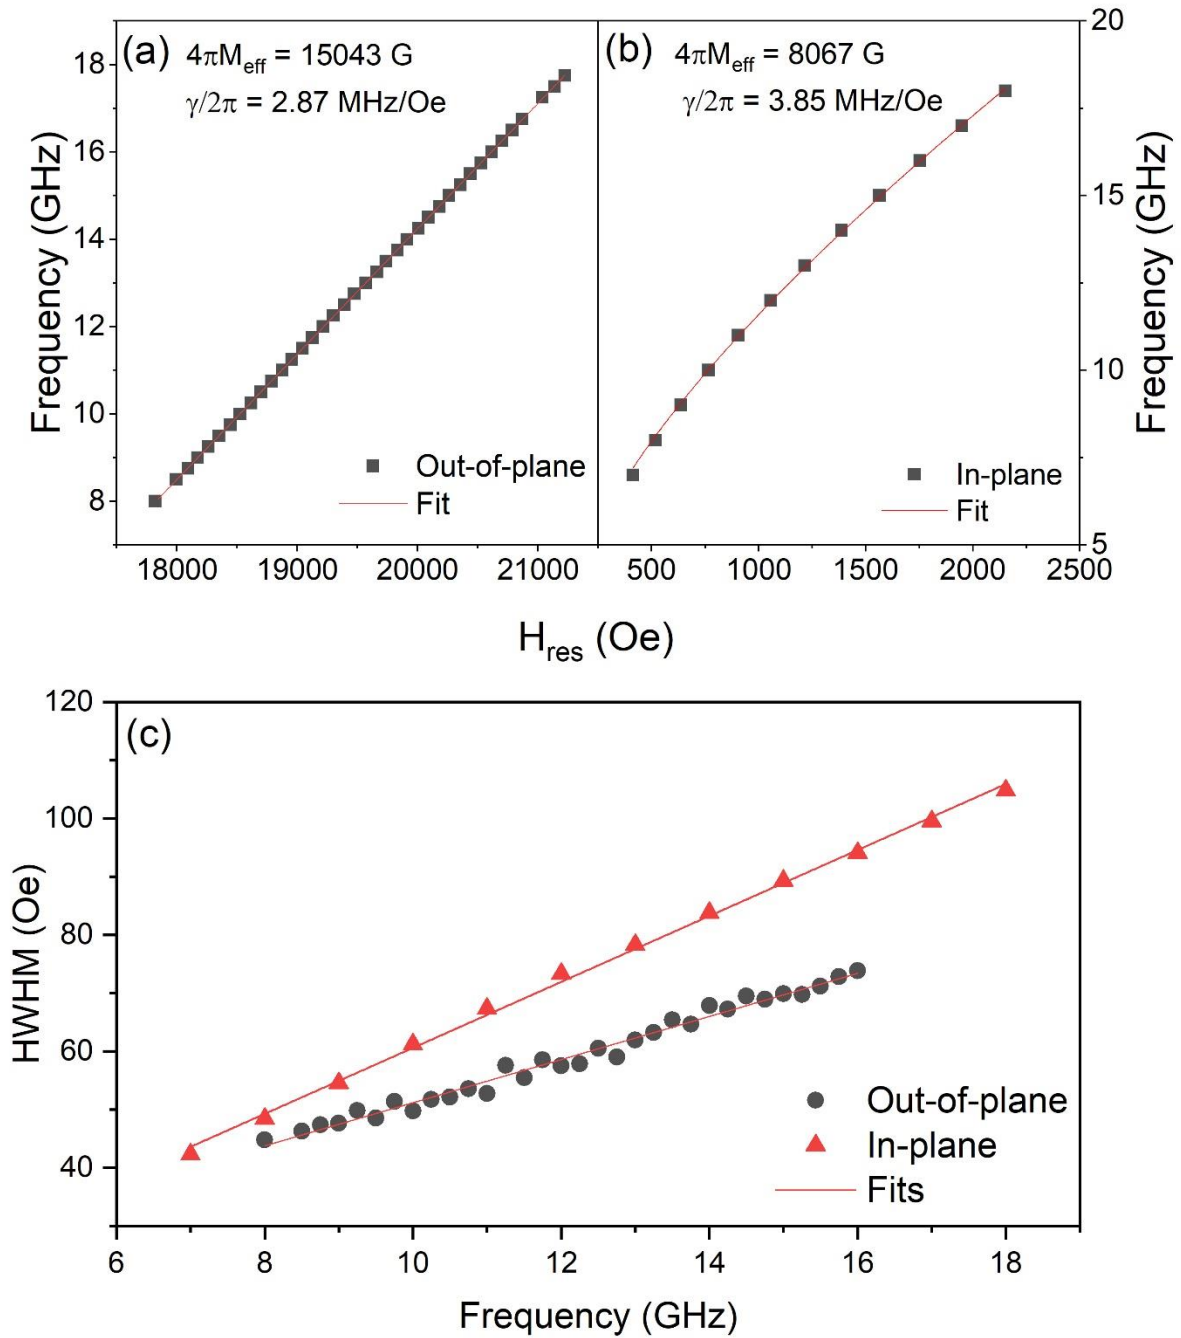 (a)
4πM_eff = 15043 G
γ/2π = 2.87 MHz/Oe
(b)
4πM_eff = 8067 G
γ/2π = 3.85 MHz/Oe
Frequency (GHz)
18
16
14
12
10
8
Out-of-plane
Fit
In-plane
Fit
20
15
10
5
Frequency (GHz)
18000 19000 20000 21000
500 1000 1500 2000 2500
H_res (Oe)
(c)
HWHM (Oe)
120
100
80
60
40
Out-of-plane
In-plane
Fits
6 8 10 12 14 16 18
Frequency (GHz)